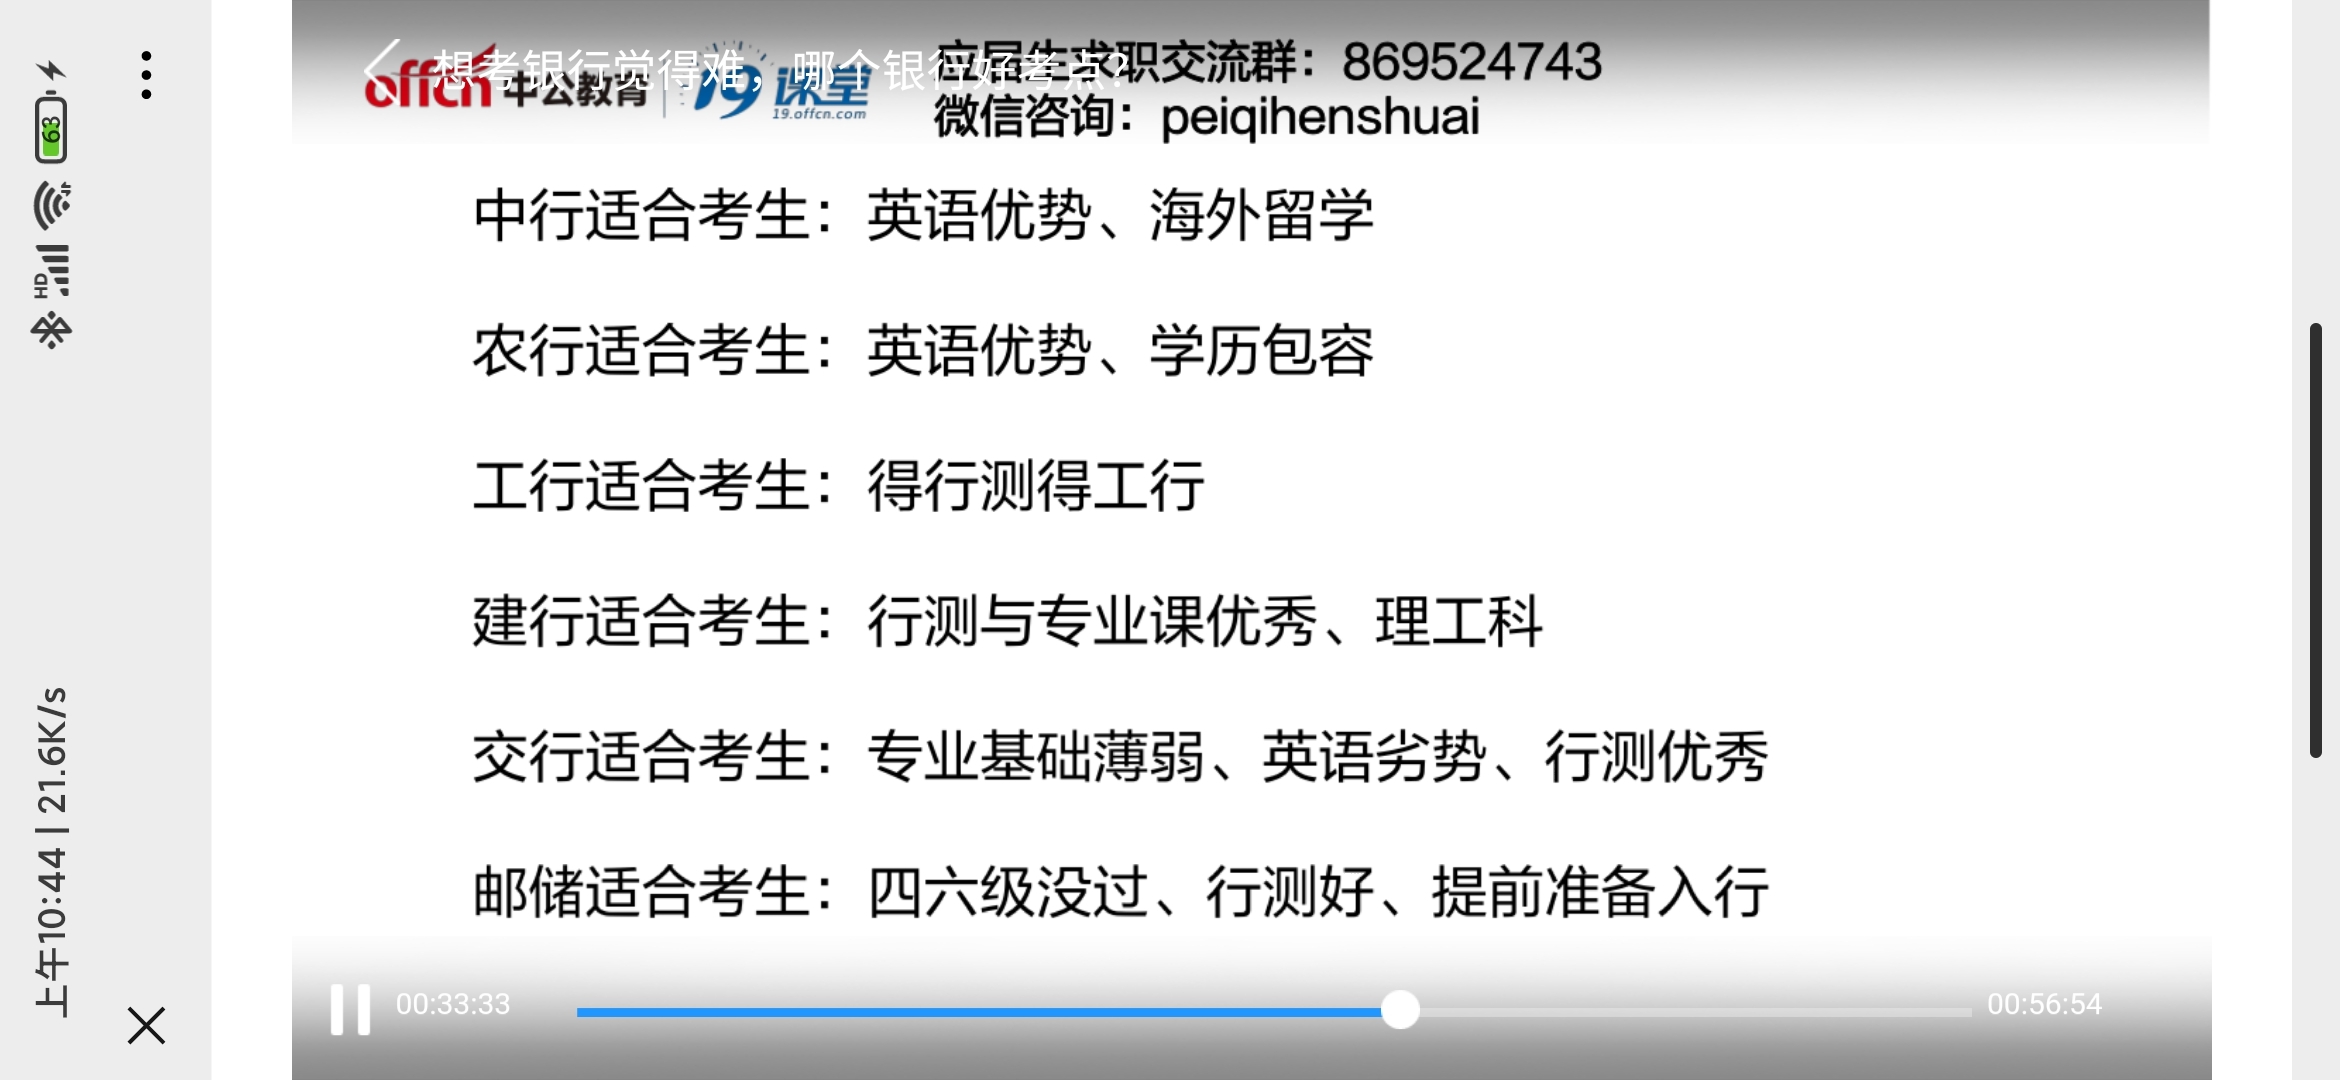 想考银行觉得难，哪个银行好考点？
offcn 中公教育 19课堂
19.offcn.com
应届生求职交流群：869524743
微信咨询：peiqihenshuai
中行适合考生：英语优势、海外留学
农行适合考生：英语优势、学历包容
工行适合考生：得行测得工行
建行适合考生：行测与专业课优秀、理工科
交行适合考生：专业基础薄弱、英语劣势、行测优秀
邮储适合考生：四六级没过、行测好、提前准备入行
00:33:33
00:56:54
63
HD
上午10:44 | 21.6K/s